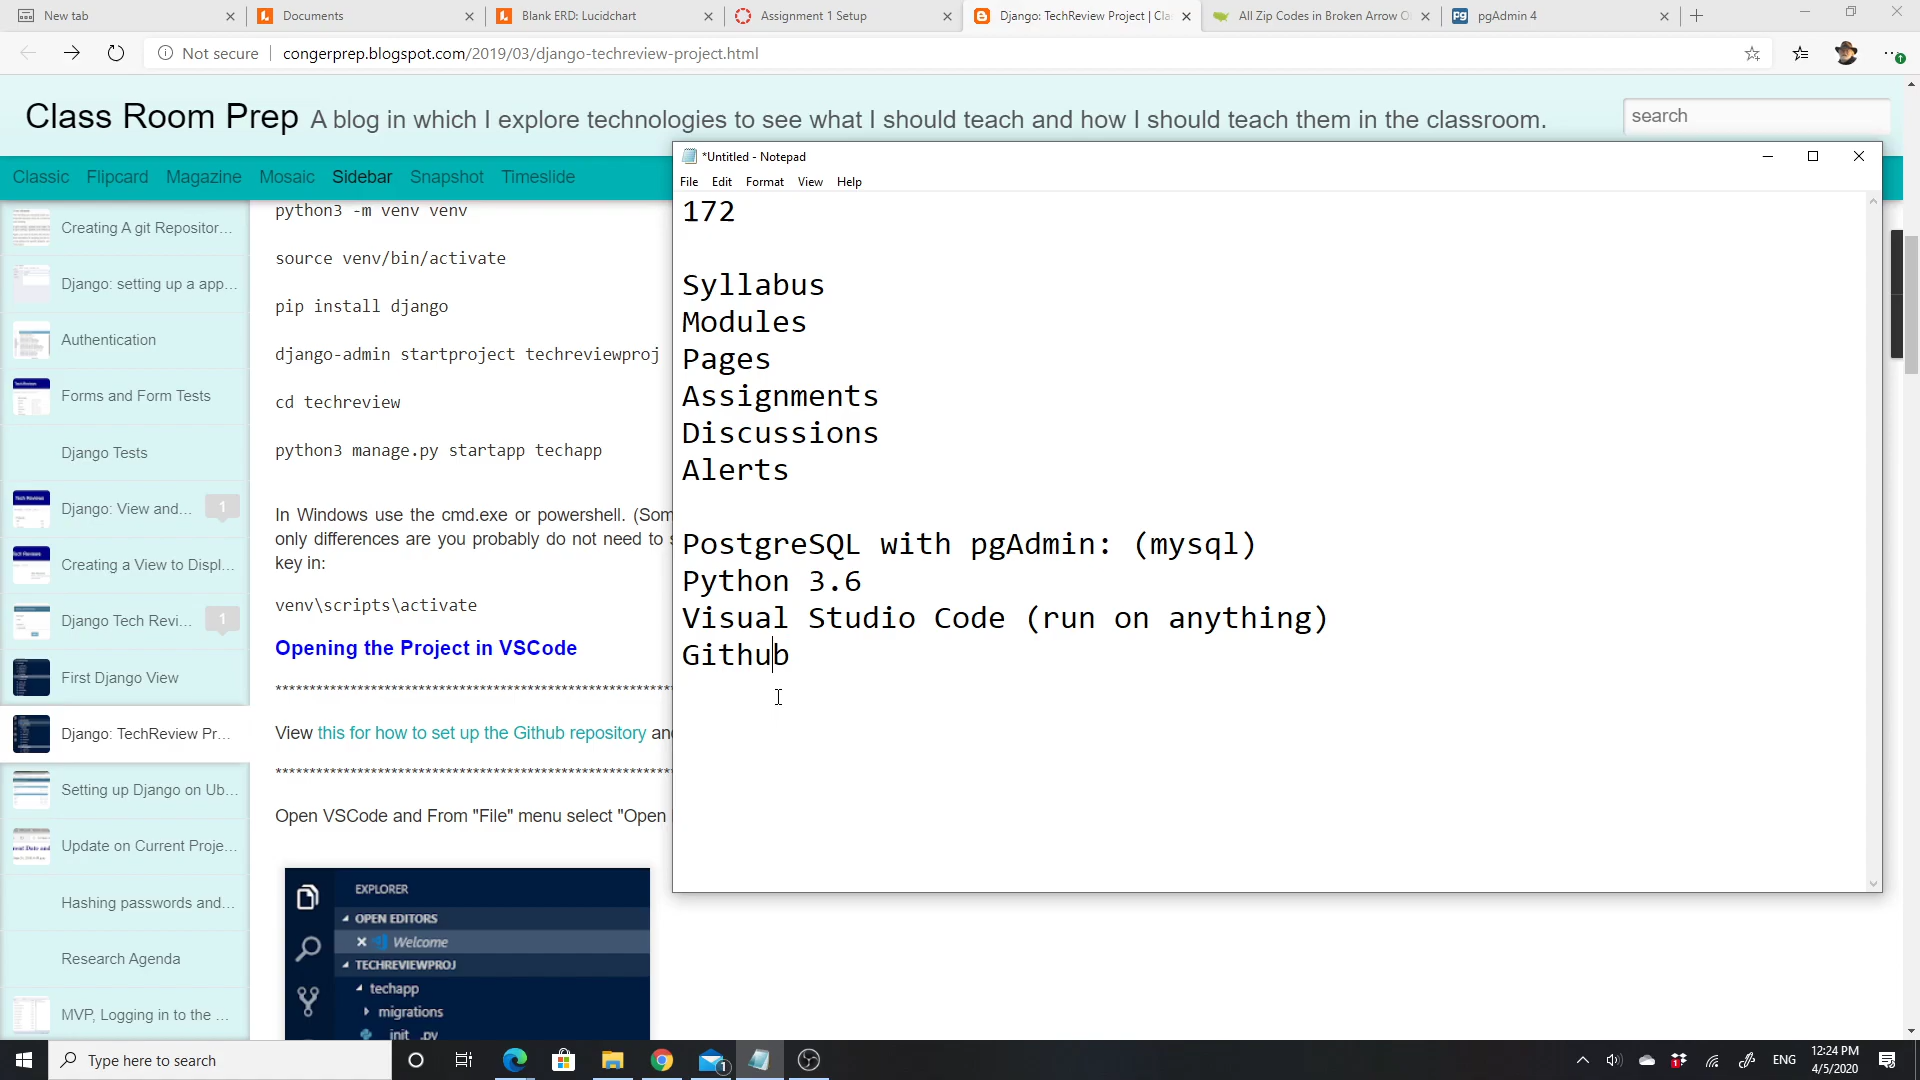 New tab
Documents
Blank ERD: Lucidchart
Assignment 1 Setup
Django: TechReview Project | Cla
All Zip Codes in Broken Arrow O
pgAdmin 4
Not secure
congerprep.blogspot.com/2019/03/django-techreview-project.html
Class Room Prep
A blog in which I explore technologies to see what I should teach and how I should teach them in the classroom.
search
Classic Flipcard Magazine Mosaic Sidebar Snapshot Timeslide
Creating A git Repositor...
Django: setting up a app...
Authentication
Forms and Form Tests
Django Tests
Django: View and...
1
Creating a View to Displ...
Django Tech Revi...
1
First Django View
Django: TechReview Pr...
Setting up Django on Ub...
Update on Current Proje...
Hashing passwords and...
Research Agenda
MVP, Logging in to the ...
python3 -m venv venv
source venv/bin/activate
pip install django
django-admin startproject techreviewproj
cd techreview
python3 manage.py startapp techapp
In Windows use the cmd.exe or powershell. (Som
only differences are you probably do not need to s
key in:
venv\scripts\activate
Opening the Project in VSCode
View this for how to set up the Github repository and
Open VSCode and From "File" menu select "Open
EXPLORER
OPEN EDITORS
Welcome
TECHREVIEWPROJ
techapp
migrations
__init__.py
*Untitled - Notepad
File Edit Format View Help
172
Syllabus
Modules
Pages
Assignments
Discussions
Alerts
PostgreSQL with pgAdmin: (mysql)
Python 3.6
Visual Studio Code (run on anything)
Github
Type here to search
1
ENG
12:24 PM
4/5/2020